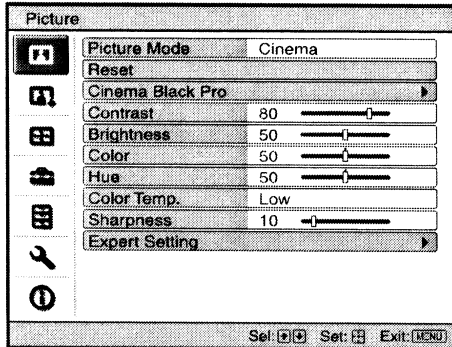 Picture
Picture Mode Cinema
Reset
Cinema Black Pro
Contrast 80
Brightness 50
Color 50
Hue 50
Color Temp. Low
Sharpness 10
Expert Setting
Sel: Set: Exit: MENU